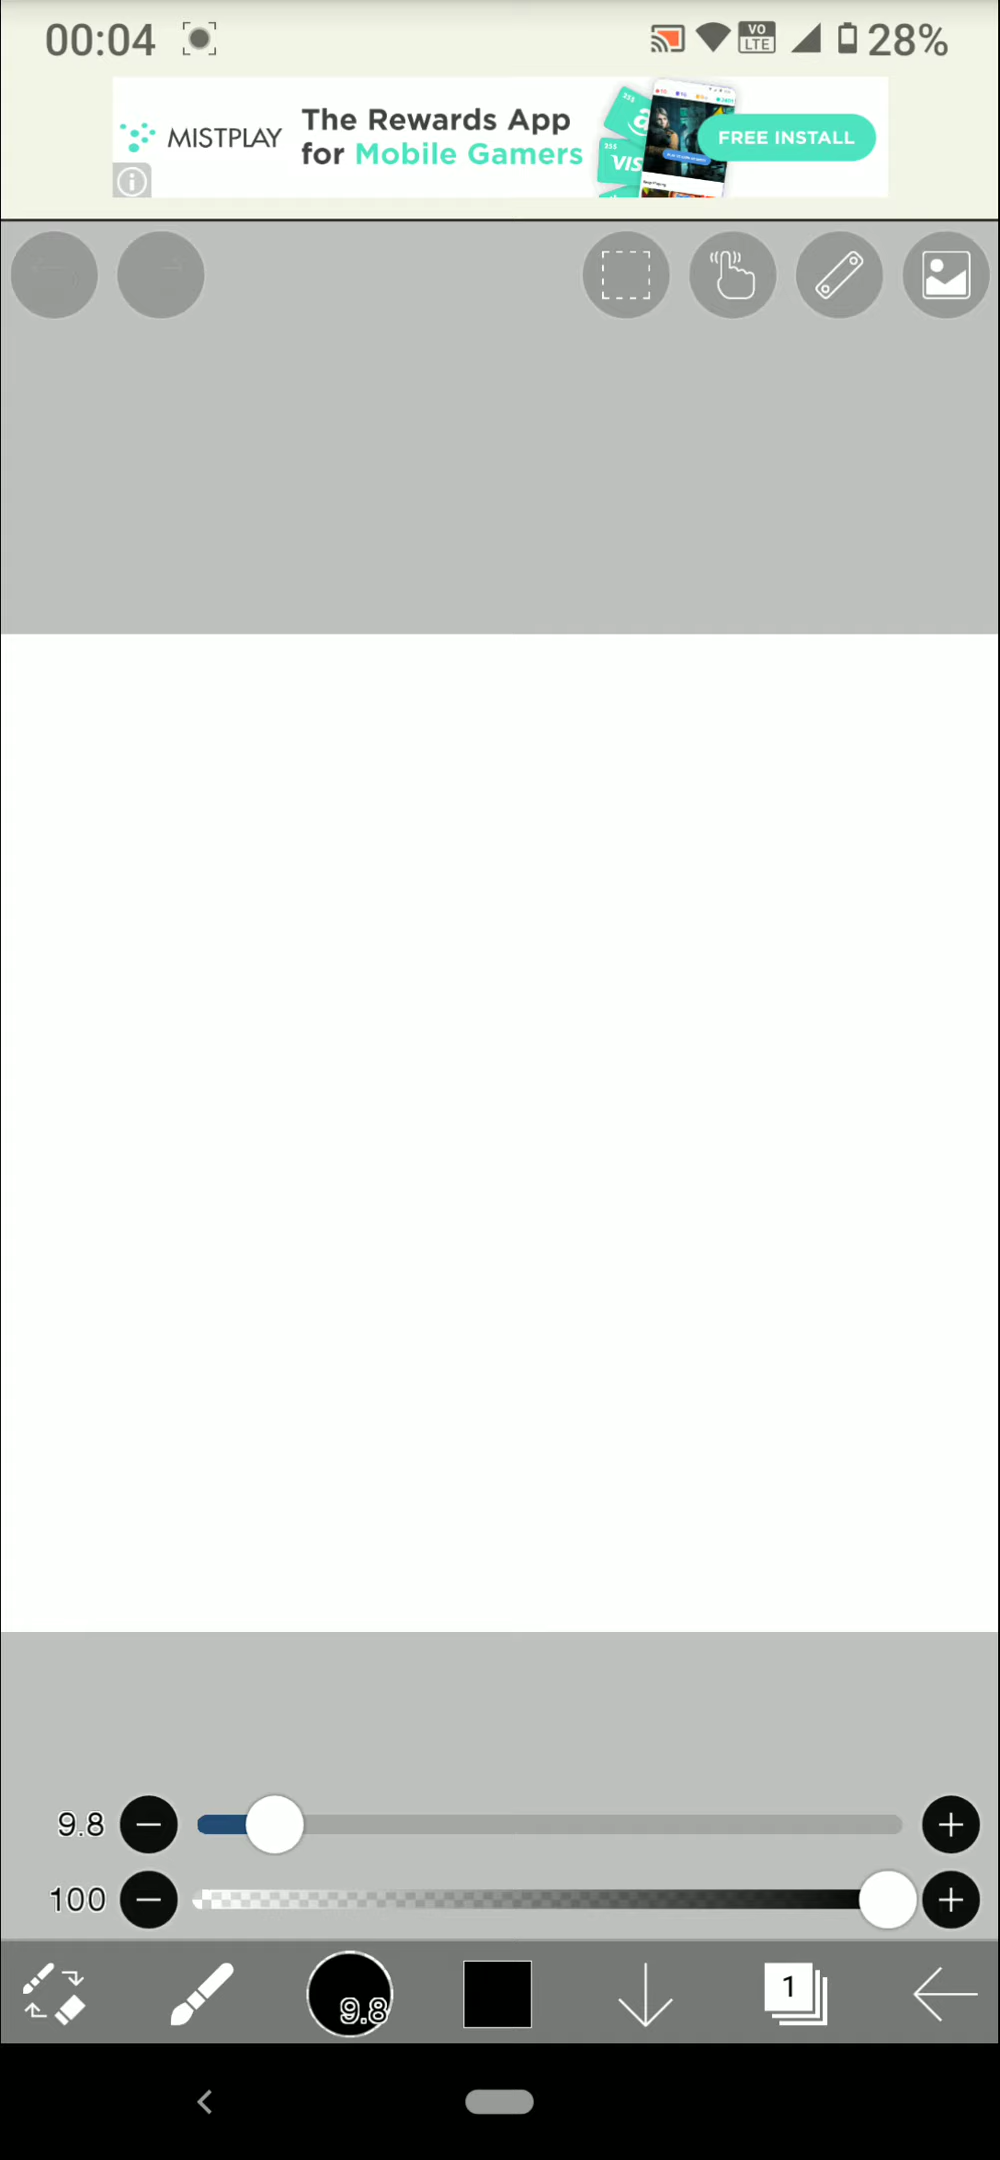 00:04
VO
LTE
28%
MISTPLAY
The Rewards App
for Mobile Gamers
VIS
FREE INSTALL
9.8
100
9.8
1